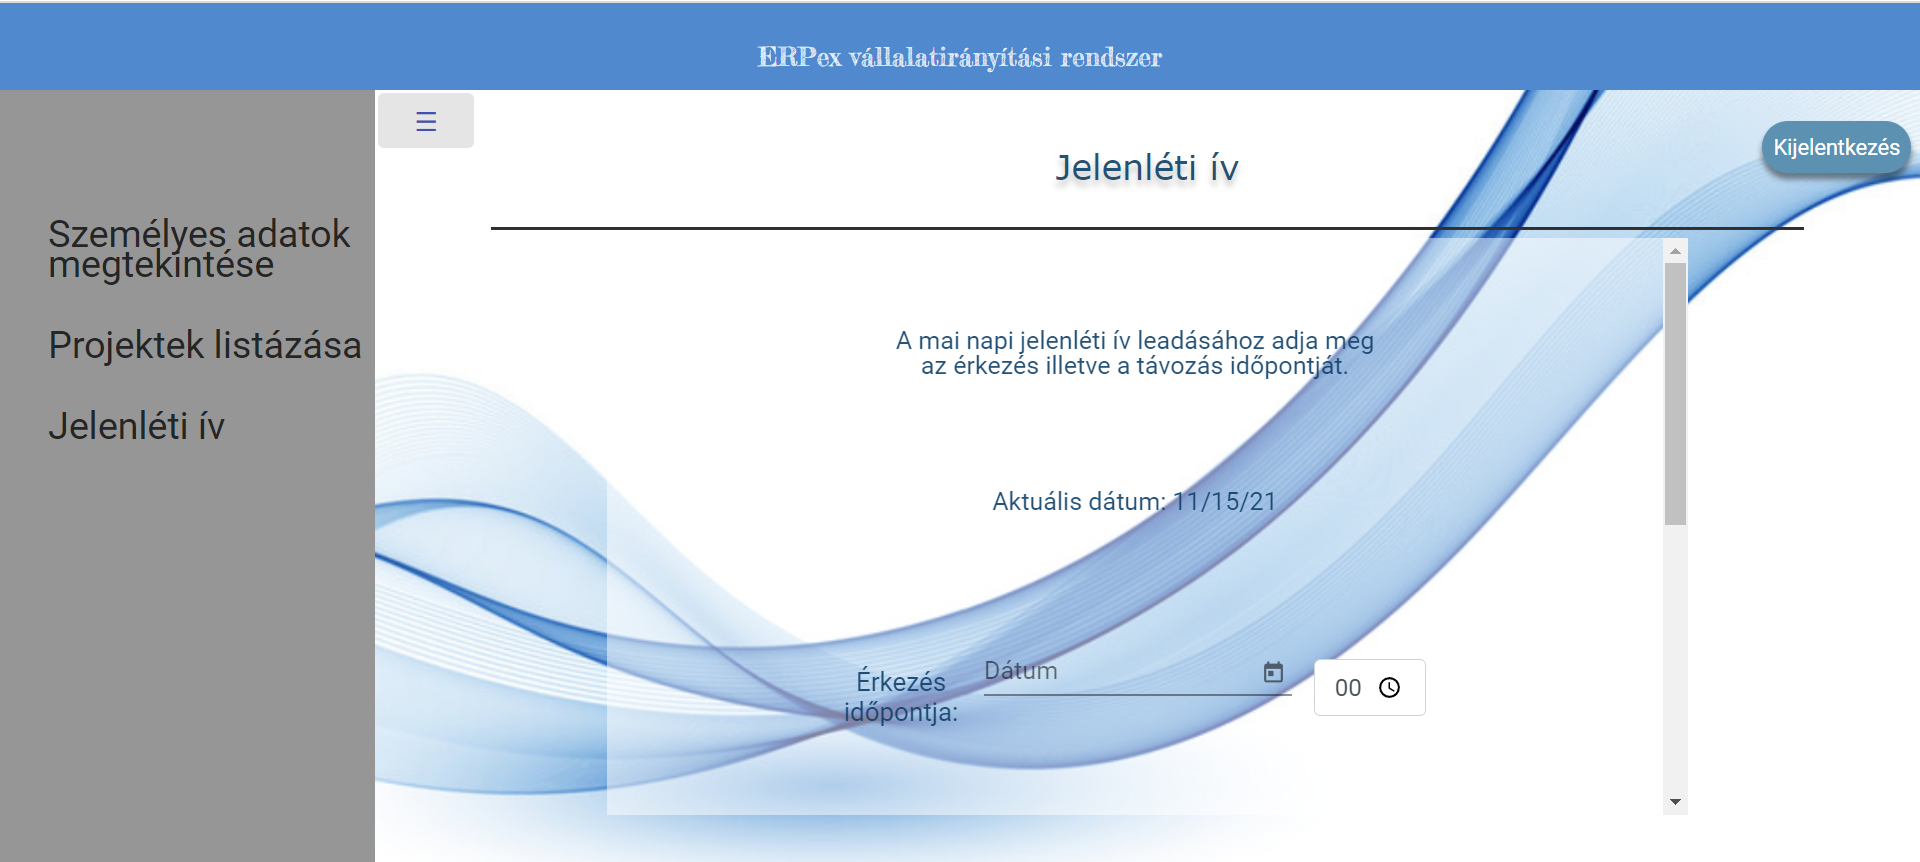 ERPex vállalatirányítási rendszer
☰
Kijelentkezés
Személyes adatok
megtekintése
Projektek listázása
Jelenléti ív
Jelenléti ív
A mai napi jelenléti ív leadásához adja meg
az érkezés illetve a távozás időpontját.
Aktuális dátum: 11/15/21
Érkezés
időpontja:
Dátum
00